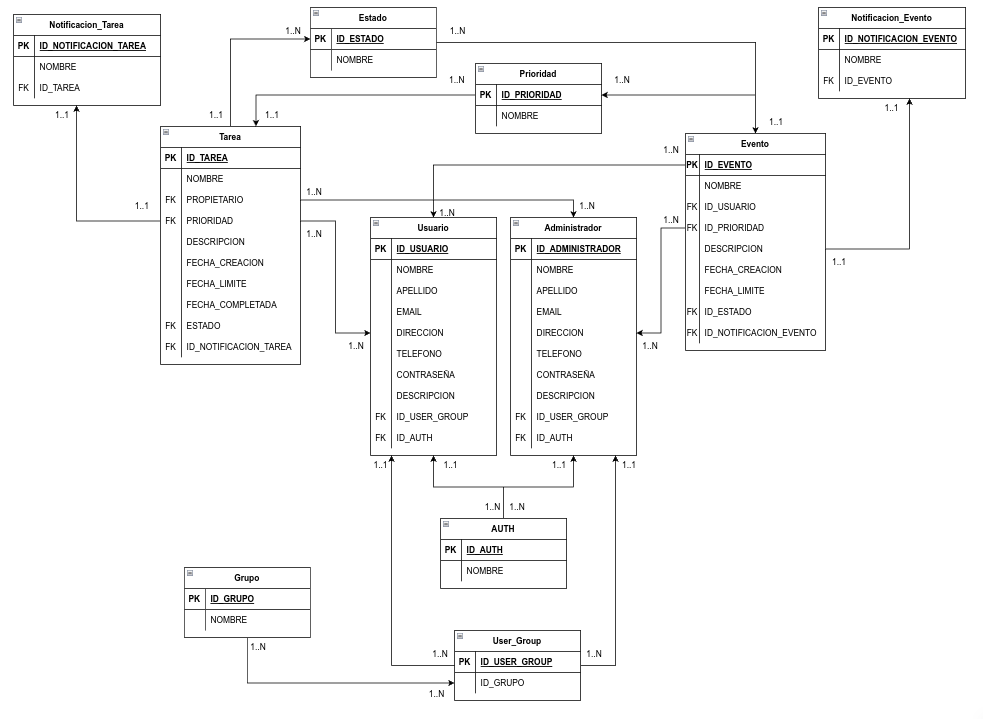 Notificacion_Tarea
PK ID_NOTIFICACION_TAREA
NOMBRE
FK ID_TAREA
1..1
Estado
PK ID_ESTADO
NOMBRE
1..N
1..N
1..1
Prioridad
PK ID_PRIORIDAD
NOMBRE
1..N
1..N
1..1
1..1
Notificacion_Evento
PK ID_NOTIFICACION_EVENTO
NOMBRE
FK ID_EVENTO
1..1
Tarea
PK ID_TAREA
NOMBRE
FK PROPIETARIO
FK PRIORIDAD
DESCRIPCION
FECHA_CREACION
FECHA_LIMITE
FECHA_COMPLETADA
FK ESTADO
FK ID_NOTIFICACION_TAREA
1..1
1..N
1..N
1..N
1..N
Evento
PK ID_EVENTO
NOMBRE
FK ID_USUARIO
FK ID_PRIORIDAD
DESCRIPCION
FECHA_CREACION
FECHA_LIMITE
FK ID_ESTADO
FK ID_NOTIFICACION_EVENTO
1..N
1..N
1..1
1..N
1..N
Usuario
PK ID_USUARIO
NOMBRE
APELLIDO
EMAIL
DIRECCION
TELEFONO
CONTRASEÑA
DESCRIPCION
FK ID_USER_GROUP
FK ID_AUTH
1..1
1..1
Administrador
PK ID_ADMINISTRADOR
NOMBRE
APELLIDO
EMAIL
DIRECCION
TELEFONO
CONTRASEÑA
DESCRIPCION
FK ID_USER_GROUP
FK ID_AUTH
1..1
1..1
1..N
1..N
AUTH
PK ID_AUTH
NOMBRE
Grupo
PK ID_GRUPO
NOMBRE
1..N
1..N
User_Group
PK ID_USER_GROUP
ID_GRUPO
1..N
1..N